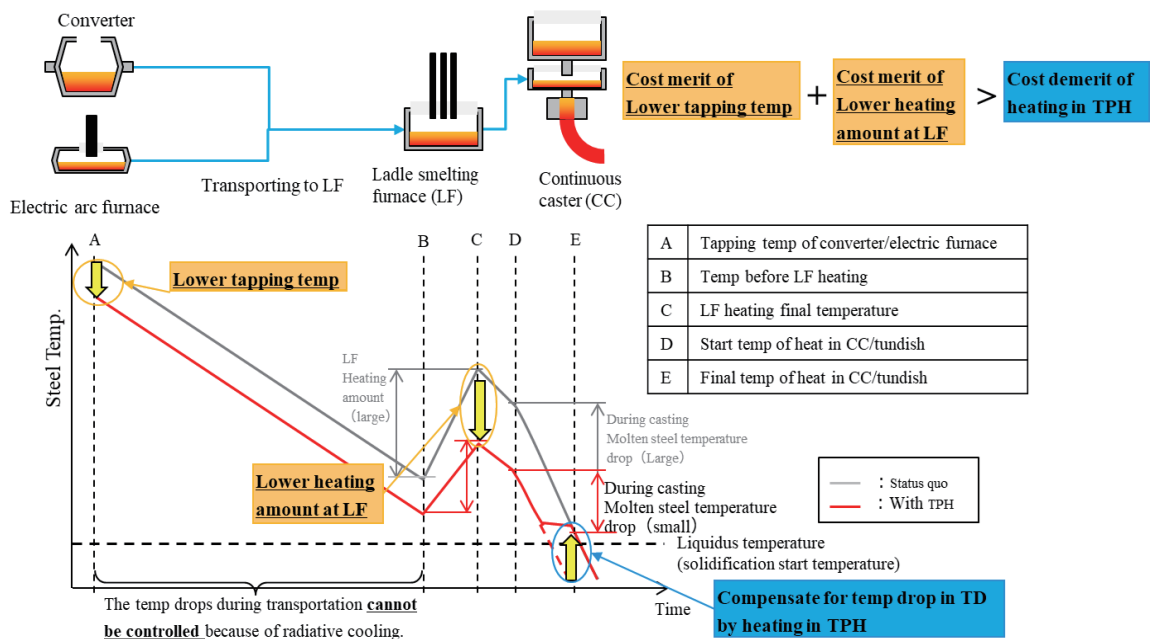 Converter
Electric arc furnace
Transporting to LF
Ladle smelting
furnace (LF)
Continuous
caster (CC)
Cost merit of
Lower tapping temp
+
Cost merit of
Lower heating
amount at LF
>
Cost demerit of
heating in TPH
A
B
C
D
E
Steel Temp.
Lower tapping temp
LF
Heating
amount
(large)
Lower heating
amount at LF
During casting
Molten steel temperature
drop (Large)
During casting
Molten steel temperature
drop (small)
A Tapping temp of converter/electric furnace
B Temp before LF heating
C LF heating final temperature
D Start temp of heat in CC/tundish
E Final temp of heat in CC/tundish
: Status quo
: With TPH
Liquidus temperature
(solidification start temperature)
Time
The temp drops during transportation cannot
be controlled because of radiative cooling.
Compensate for temp drop in TD
by heating in TPH